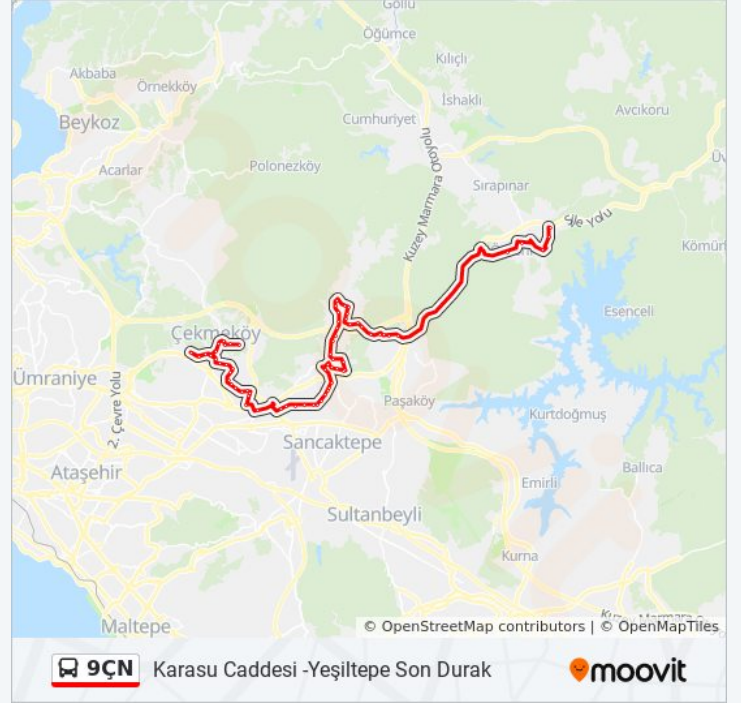 Göllü
Öğümce
Kılıçlı
Akbaba
Örnekköy
İshaklı
Avcıkoru
Cumhuriyet
Beykoz
Polonezköy
Acarlar
Kuzey Marmara Otoyolu
Sırapınar
Şile Yolu
Esenceli
Çekmeköy
Ümraniye
2. Çevre Yolu
Paşaköy
Kurtdoğmuş
Sancaktepe
Ataşehir
Ballıca
Emirli
Sultanbeyli
Kurna
Maltepe
© OpenStreetMap contributors | © OpenMapTiles
9ÇN Karasu Caddesi -Yeşiltepe Son Durak moovit